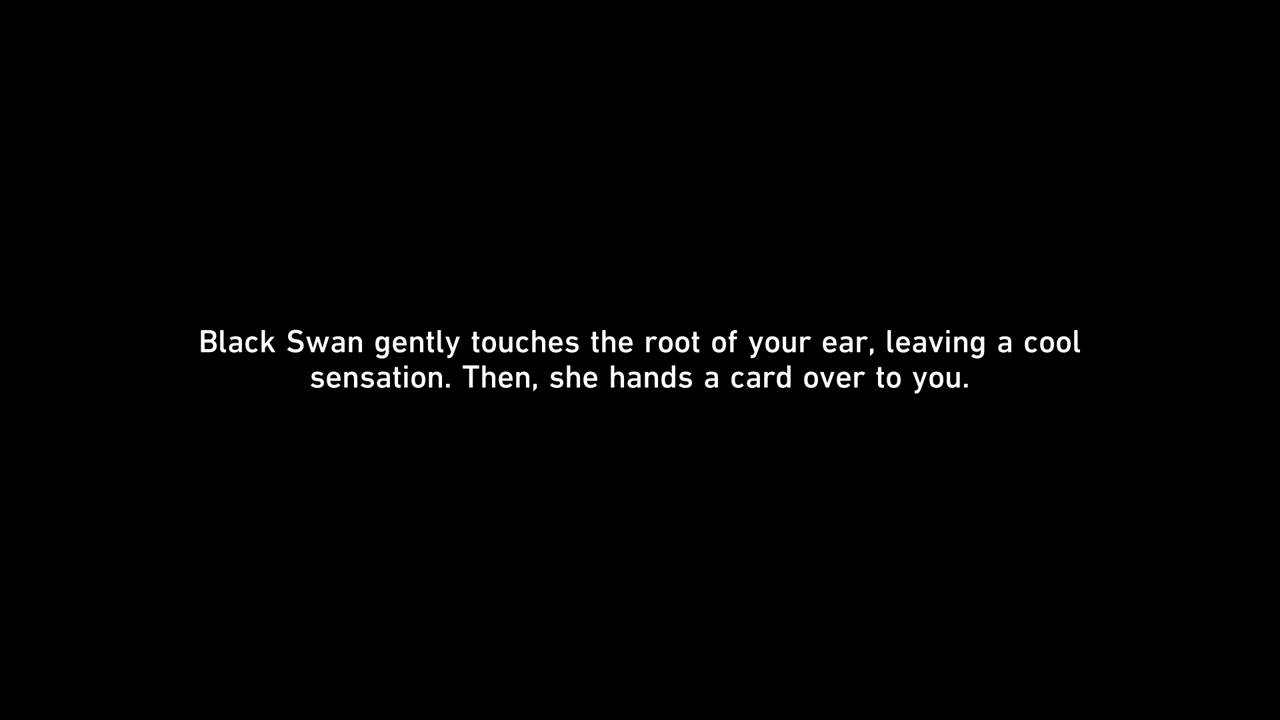 Black Swan gently touches the root of your ear, leaving a cool
sensation. Then, she hands a card over to you.